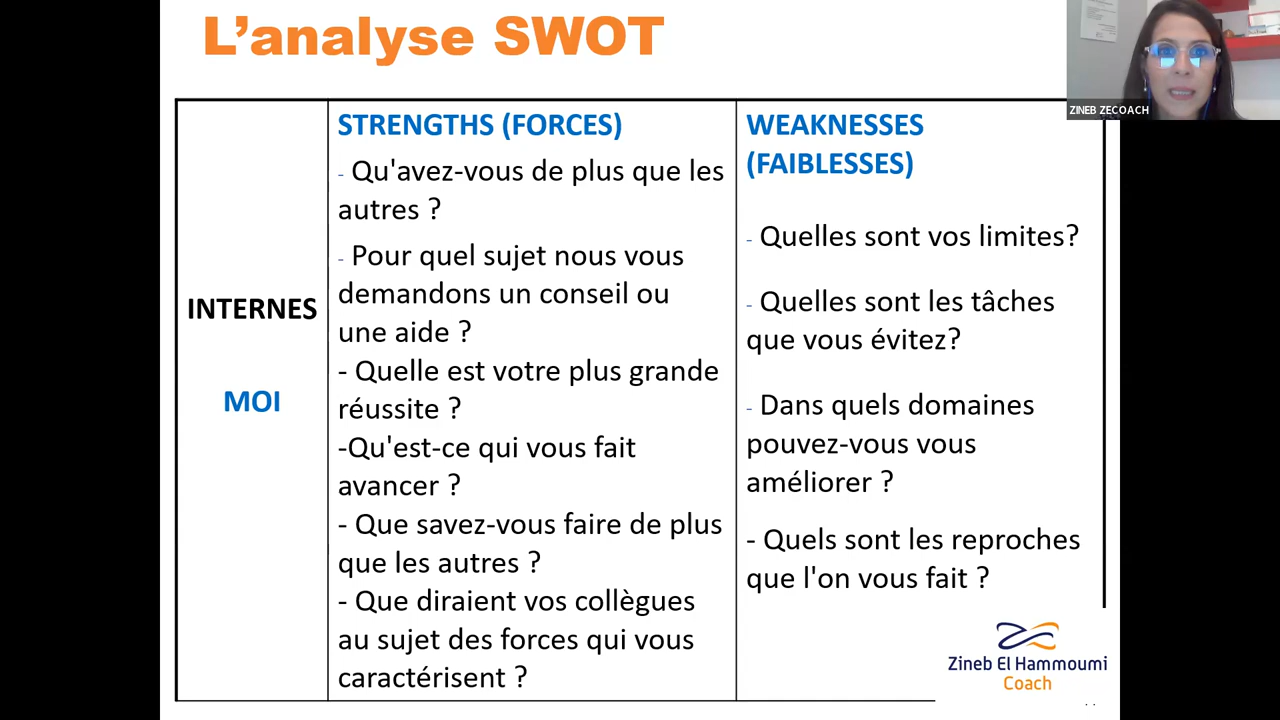 L'analyse SWOT
ZINEB ZECOACH
INTERNES
MOI
STRENGTHS (FORCES)
- Qu'avez-vous de plus que les
autres ?
- Pour quel sujet nous vous
demandons un conseil ou
une aide ?
- Quelle est votre plus grande
réussite ?
-Qu'est-ce qui vous fait
avancer ?
- Que savez-vous faire de plus
que les autres ?
- Que diraient vos collègues
au sujet des forces qui vous
caractérisent ?
WEAKNESSES
(FAIBLESSES)
- Quelles sont vos limites?
- Quelles sont les tâches
que vous évitez?
- Dans quels domaines
pouvez-vous vous
améliorer ?
- Quels sont les reproches
que l'on vous fait ?
Zineb El Hammoumi
Coach